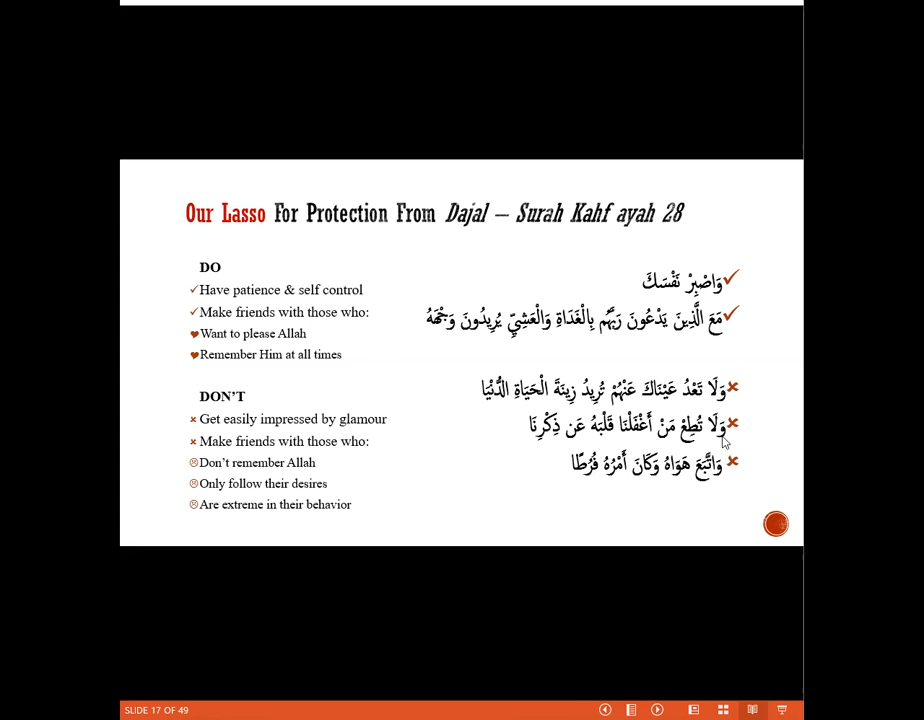 Our Lasso For Protection From Dajal – Surah Kahf ayah 28
DO
Have patience & self control
Make friends with those who:
Want to please Allah
Remember Him at all times
DON'T
Get easily impressed by glamour
Make friends with those who:
Don't remember Allah
Only follow their desires
Are extreme in their behavior
وَاصْبِرْ نَفْسَكَ
مَعَ الَّذِينَ يَدْعُونَ رَبَّهُم بِالْغَدَاةِ وَالْعَشِيِّ يُرِيدُونَ وَجْهَهُ
وَلَا تَعْدُ عَيْنَاكَ عَنْهُمْ تُرِيدُ زِينَةَ الْحَيَاةِ الدُّنْيَا
وَلَا تُطِعْ مَنْ أَغْفَلْنَا قَلْبَهُ عَن ذِكْرِنَا
وَاتَّبَعَ هَوَاهُ وَكَانَ أَمْرُهُ فُرُطًا
SLIDE 17 OF 49